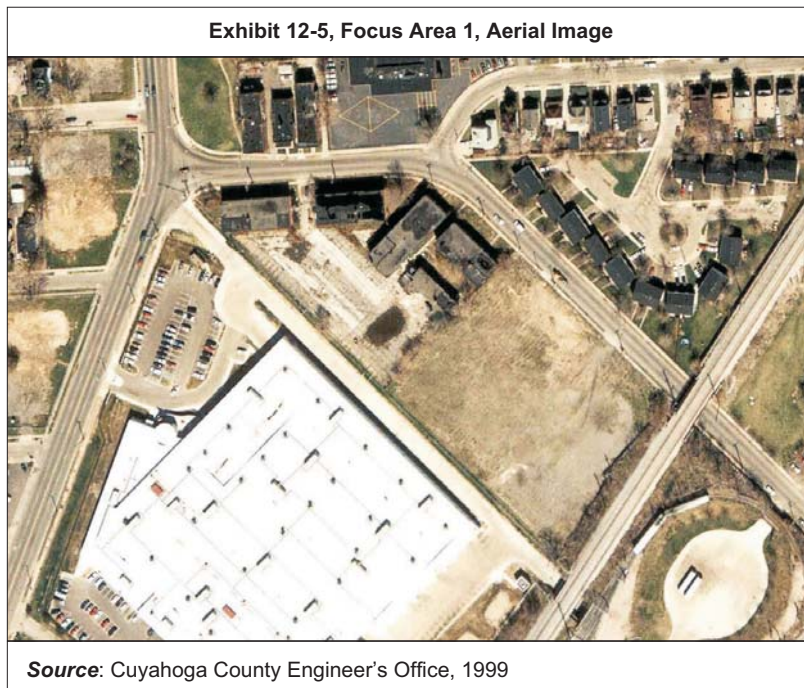 Exhibit 12-5, Focus Area 1, Aerial Image
Source: Cuyahoga County Engineer's Office, 1999